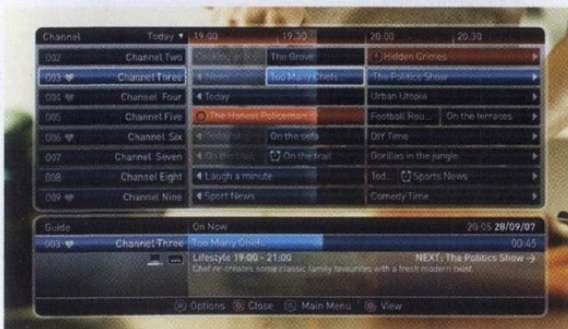 Channel Today 19:00 19:30 20:00 20:30
002 Channel Two The Grove Hidden Crimes
003 Channel Three News Too Many Chefs.. The Politics Show
004 Channel Four Today Urban Utopia
005 Channel Five The Honest Policeman Football Rou... On the terraces
006 Channel Six On the sofa DIY Time
007 Channel Seven On the trail On the trail Gorillas in the jungle
008 Channel Eight Laugh a minute Tod... Sports News
009 Channel Nine Sport News Comedy Time
Guide On Now 20:05 28/09/07
003 Channel Three Too Many Chefs.. 00:45
Lifestyle 19:00 - 21:00 NEXT: The Politics Show
Chef re-creates some classic family favourites with a fresh modern twist.
Options Close Main Menu View